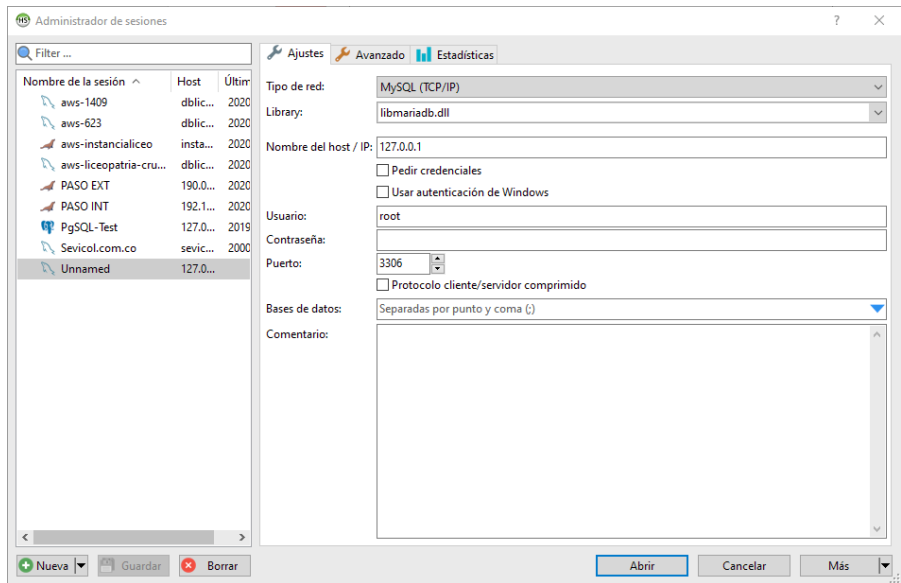 HS Administrador de sesiones ?
Filter ...
Nombre de la sesión Host Últim
aws-1409 dblic... 2020
aws-623 dblic... 2020
aws-instancialiceo insta... 2020
aws-liceopatria-cru... dblic... 2020
PASO EXT 190.0... 2020
PASO INT 192.1... 2020
PgSQL-Test 127.0... 2019
Sevicol.com.co sevic... 2000
Unnamed 127.0...
Nueva Guardar Borrar
Ajustes Avanzado Estadísticas
Tipo de red: MySQL (TCP/IP)
Library: libmariadb.dll
Nombre del host / IP: 127.0.0.1
Pedir credenciales
Usar autenticación de Windows
Usuario: root
Contraseña:
Puerto: 3306
Protocolo cliente/servidor comprimido
Bases de datos: Separadas por punto y coma (;)
Comentario:
Abrir Cancelar Más